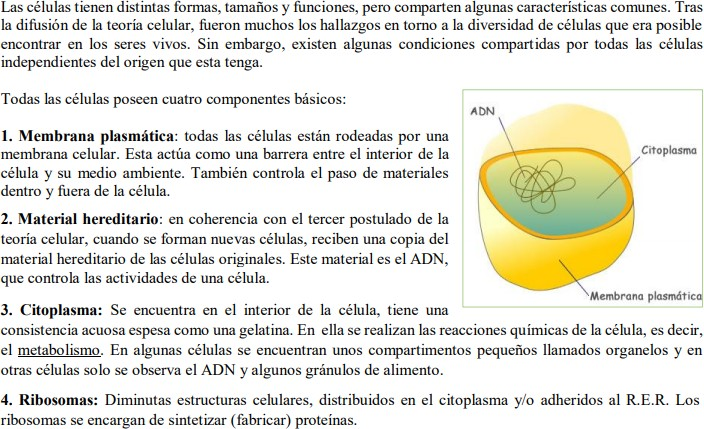 Las células tienen distintas formas, tamaños y funciones, pero comparten algunas características comunes. Tras
la difusión de la teoría celular, fueron muchos los hallazgos en torno a la diversidad de células que era posible
encontrar en los seres vivos. Sin embargo, existen algunas condiciones compartidas por todas las células
independientes del origen que esta tenga.
Todas las células poseen cuatro componentes básicos:
1. Membrana plasmática: todas las células están rodeadas por una
membrana celular. Esta actúa como una barrera entre el interior de la
célula y su medio ambiente. También controla el paso de materiales
dentro y fuera de la célula.
2. Material hereditario: en coherencia con el tercer postulado de la
teoría celular, cuando se forman nuevas células, reciben una copia del
material hereditario de las células originales. Este material es el ADN,
que controla las actividades de una célula.
ADN
Citoplasma
Membrana plasmática
3. Citoplasma: Se encuentra en el interior de la célula, tiene una
consistencia acuosa espesa como una gelatina. En ella se realizan las reacciones químicas de la célula, es decir,
el metabolismo. En algunas células se encuentran unos compartimentos pequeños llamados organelos y en
otras células solo se observa el ADN y algunos gránulos de alimento.
4. Ribosomas: Diminutas estructuras celulares, distribuidos en el citoplasma y/o adheridos al R.E.R. Los
ribosomas se encargan de sintetizar (fabricar) proteínas.